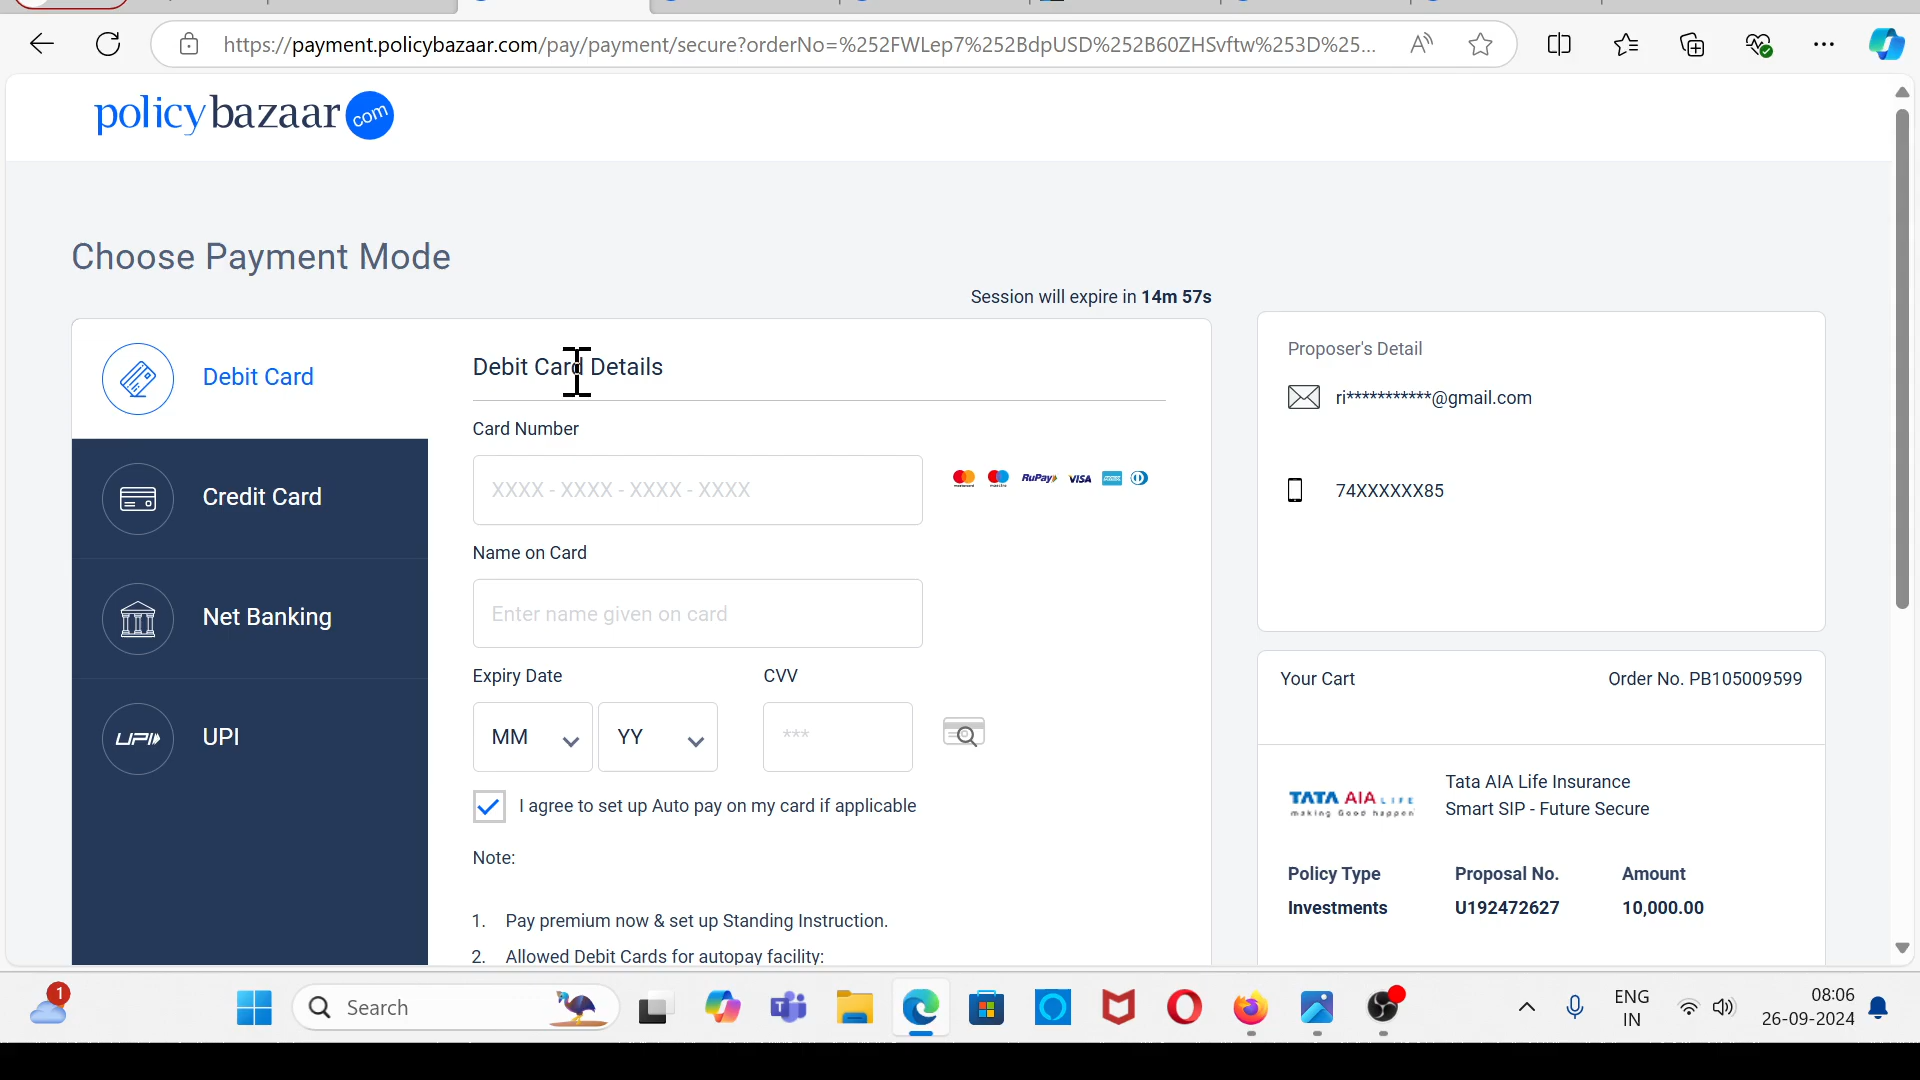 https://payment.policybazaar.com/pay/payment/secure?orderNo=%252FWLep7%252BdpUSD%252B60ZHSvftw%253D%25...
policybazaar com
Choose Payment Mode
Session will expire in 14m 57s
Debit Card
Credit Card
Net Banking
UPI
UPI
Debit Card Details
Card Number
XXXX - XXXX - XXXX - XXXX
mastercard maestro RuPay VISA
Name on Card
Enter name given on card
Expiry Date
CVV
MM
YY
***
I agree to set up Auto pay on my card if applicable
Note:
1. Pay premium now & set up Standing Instruction.
2. Allowed Debit Cards for autopay facility:
Proposer's Detail
ri***********@gmail.com
74XXXXXX85
Your Cart
Order No. PB105009599
TATA AIA LIFE
making Good happen
Tata AIA Life Insurance
Smart SIP - Future Secure
Policy Type
Proposal No.
Amount
Investments
U192472627
10,000.00
1
Search
ENG
IN
08:06
26-09-2024